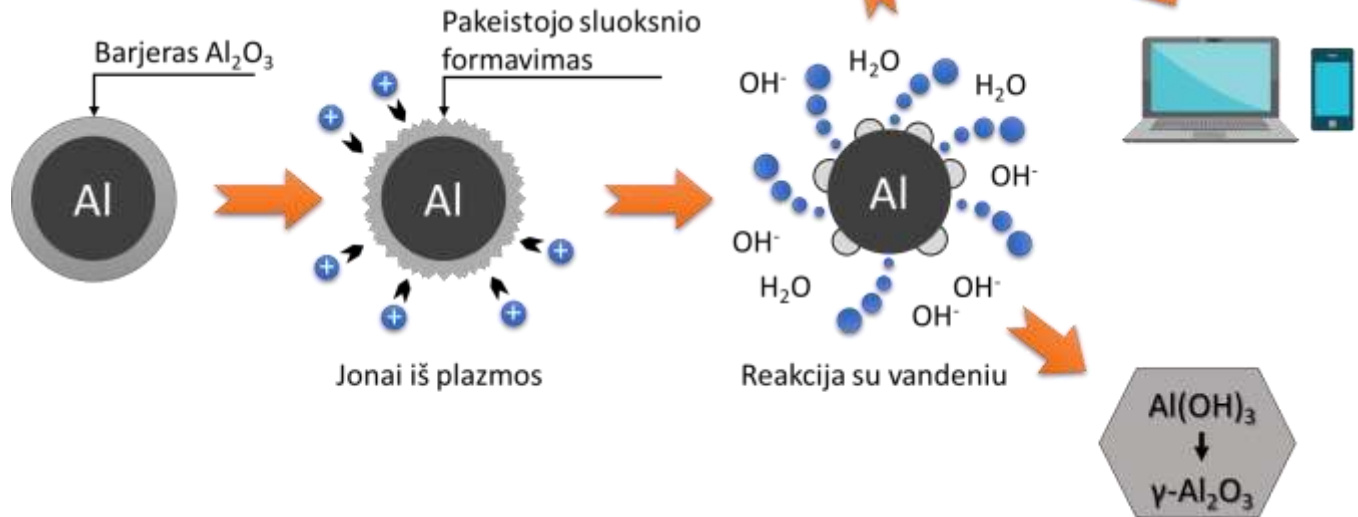 Barjeras Al₂O₃
Al
Pakeistojo sluoksnio
formavimas
+
+
Al
+
+
+
+
Jonai iš plazmos
OH⁻
H₂O
H₂O
Al
OH⁻
OH⁻
H₂O
OH⁻
OH⁻
Reakcija su vandeniu
Al(OH)₃
γ-Al₂O₃